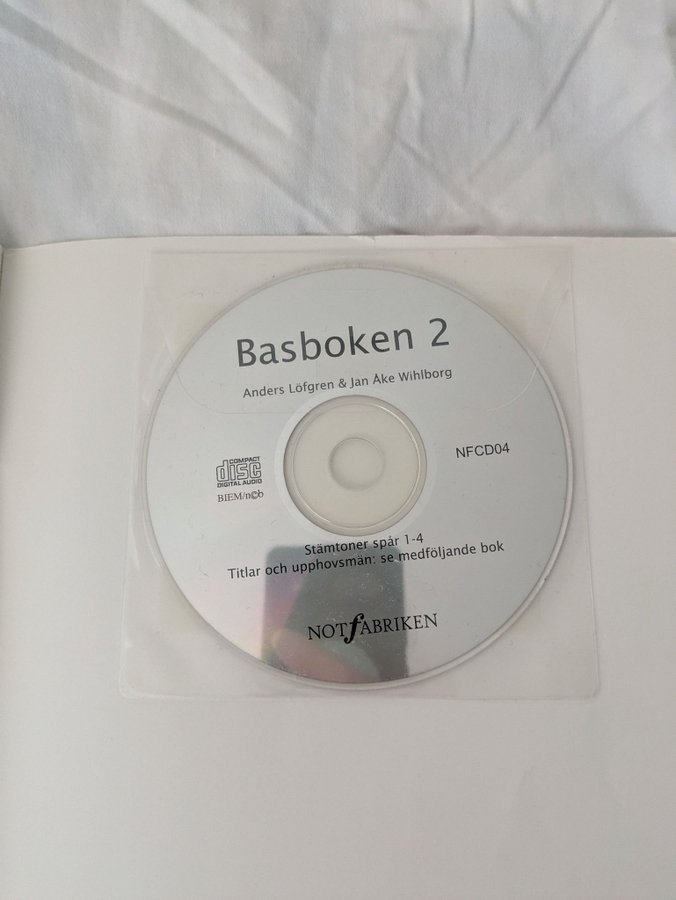 Basboken 2
Anders Löfgren & Jan Åke Wihlborg
COMPACT
disc
DIGITAL AUDIO
BIEM/n©b
NFCD04
Stämtoner spår 1-4
Titlar och upphovsmän: se medföljande bok
NOTfABRIKEN